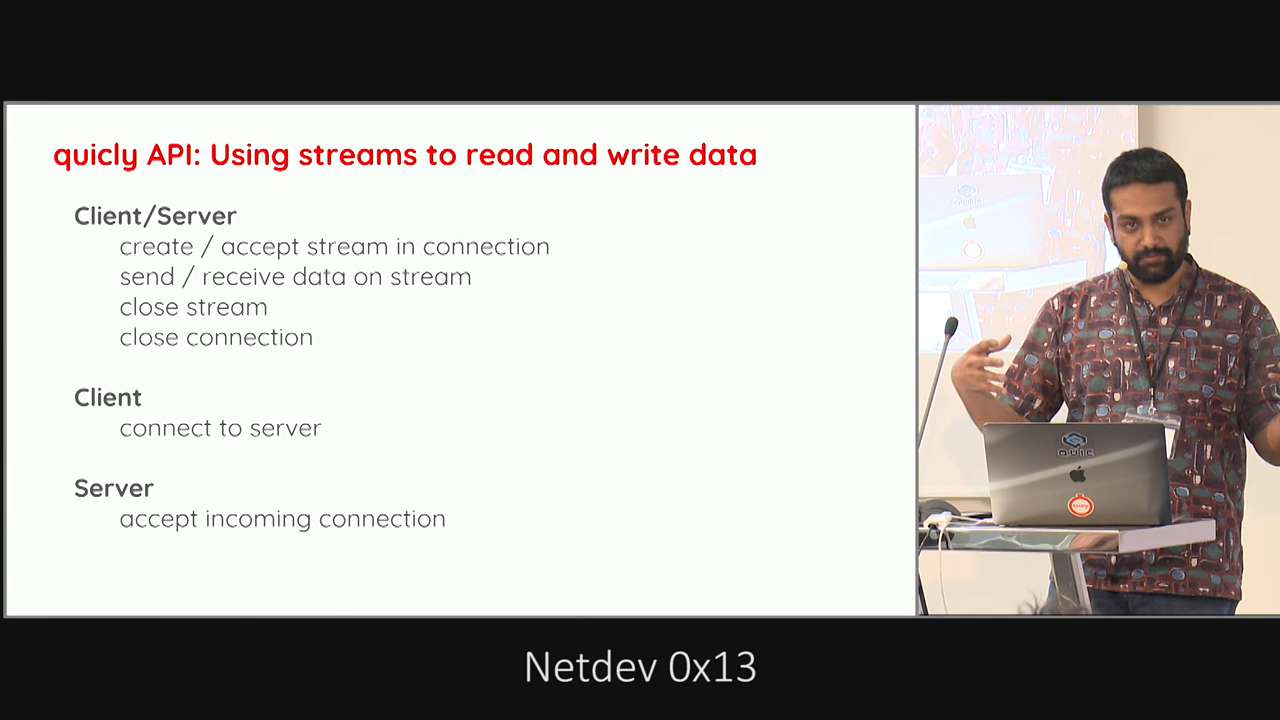 quicly API: Using streams to read and write data
Client/Server
create / accept stream in connection
send / receive data on stream
close stream
close connection
Client
connect to server
Server
accept incoming connection
QUIC
Netdev 0x13